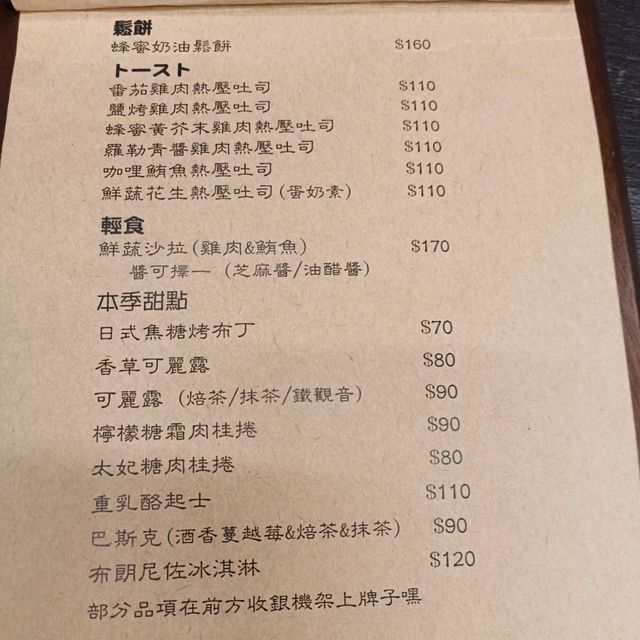 鬆餅
蜂蜜奶油鬆餅 $160
トースト
番茄雞肉熱壓吐司 $110
鹽烤雞肉熱壓吐司 $110
蜂蜜黃芥末雞肉熱壓吐司 $110
羅勒青醬雞肉熱壓吐司 $110
咖哩鮪魚熱壓吐司 $110
鮮蔬花生熱壓吐司(蛋奶素) $110
輕食
鮮蔬沙拉(雞肉&鮪魚) $170
醬可擇一 (芝麻醬/油醋醬)
本季甜點
日式焦糖烤布丁 $70
香草可麗露 $80
可麗露 (焙茶/抹茶/鐵觀音) $90
檸檬糖霜肉桂捲 $90
太妃糖肉桂捲 $80
重乳酪起士 $110
巴斯克(酒香蔓越莓&焙茶&抹茶) $90
布朗尼佐冰淇淋 $120
部分品項在前方收銀機架上牌子嘿